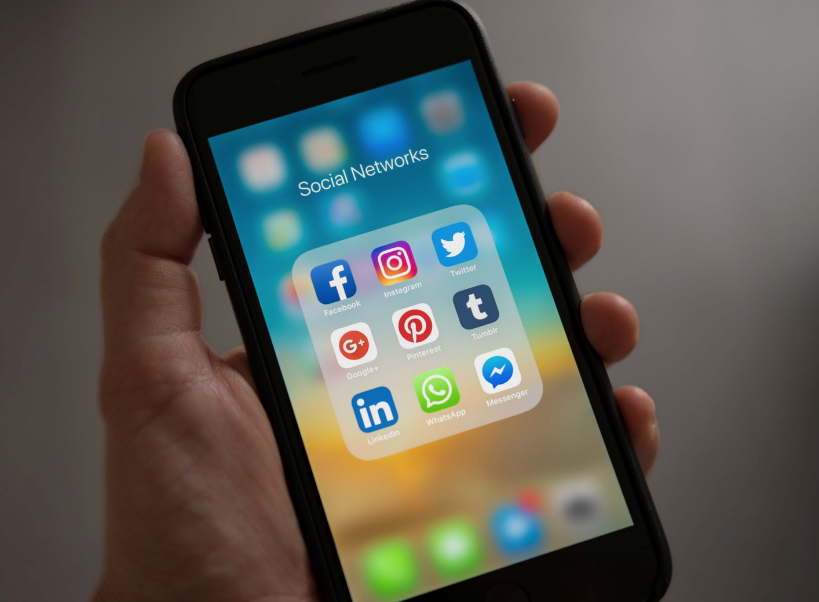 Social Networks
Facebook
Instagram
Twitter
Google+
Pinterest
Tumblr
LinkedIn
WhatsApp
Messenger